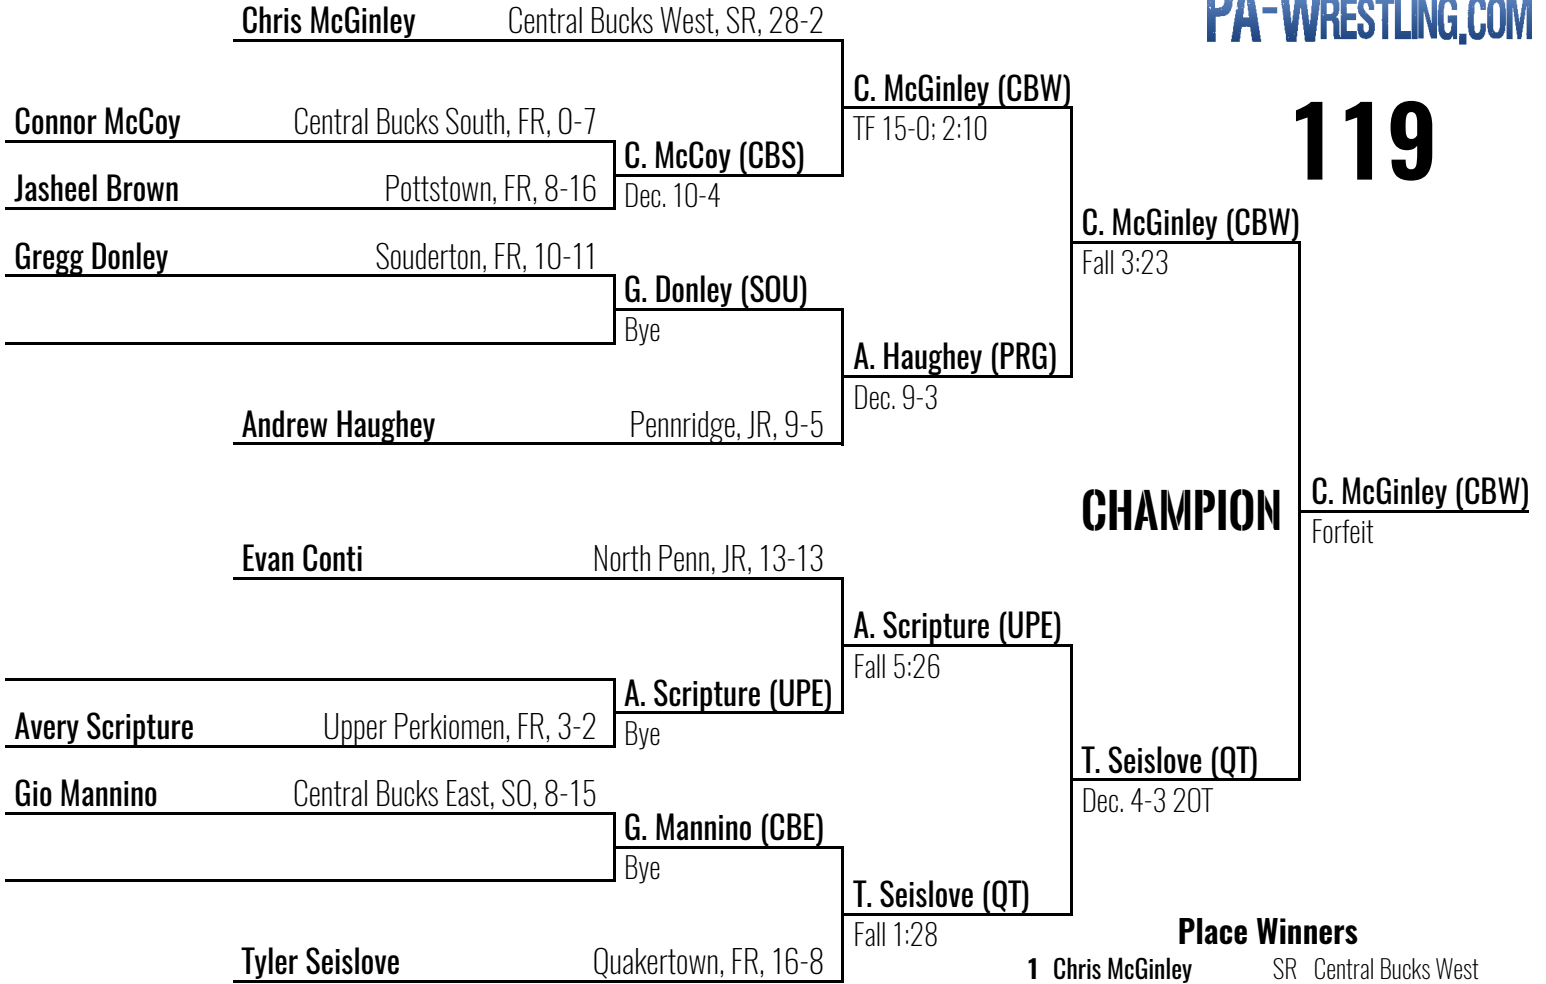 Chris McGinley Central Bucks West, SR, 28-2
PA-WRESTLING.COM
C. McGinley (CBW)
TF 15-0; 2:10
119
Connor McCoy Central Bucks South, FR, 0-7
C. McCoy (CBS)
Dec. 10-4
Jasheel Brown Pottstown, FR, 8-16
C. McGinley (CBW)
Fall 3:23
Gregg Donley Souderton, FR, 10-11
G. Donley (SOU)
Bye
A. Haughey (PRG)
Dec. 9-3
Andrew Haughey Pennridge, JR, 9-5
CHAMPION
C. McGinley (CBW)
Forfeit
Evan Conti North Penn, JR, 13-13
A. Scripture (UPE)
Fall 5:26
A. Scripture (UPE)
Bye
Avery Scripture Upper Perkiomen, FR, 3-2
T. Seislove (QT)
Dec. 4-3 2OT
Gio Mannino Central Bucks East, SO, 8-15
G. Mannino (CBE)
Bye
T. Seislove (QT)
Fall 1:28
Tyler Seislove Quakertown, FR, 16-8
Place Winners
1 Chris McGinley SR Central Bucks West